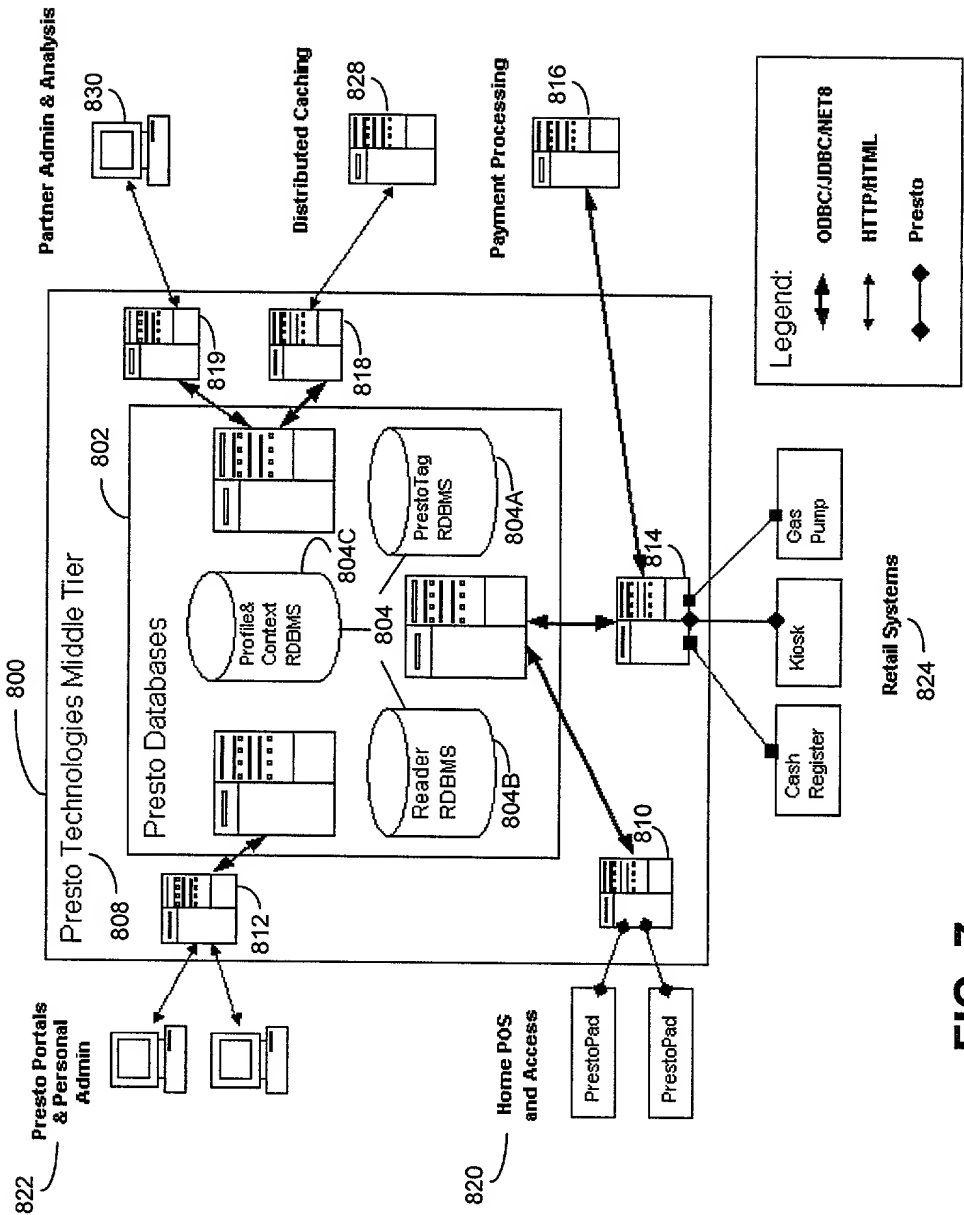 800
Presto Technologies Middle Tier
808
802
Presto Databases
Presto Portals
& Personal
Admin
822
812
Profile&
Context
RDBMS
804C
804
Reader
RDBMS
804B
PrestoTag
RDBMS
804A
819
818
Partner Admin & Analysis
830
Distributed Caching
828
Payment Processing
816
Home POS
and Access
820
PrestoPad
PrestoPad
810
814
Cash
Register
Kiosk
Gas
Pump
Retail Systems
824
Legend:
ODBC/JDBC/NET8
HTTP/HTML
Presto